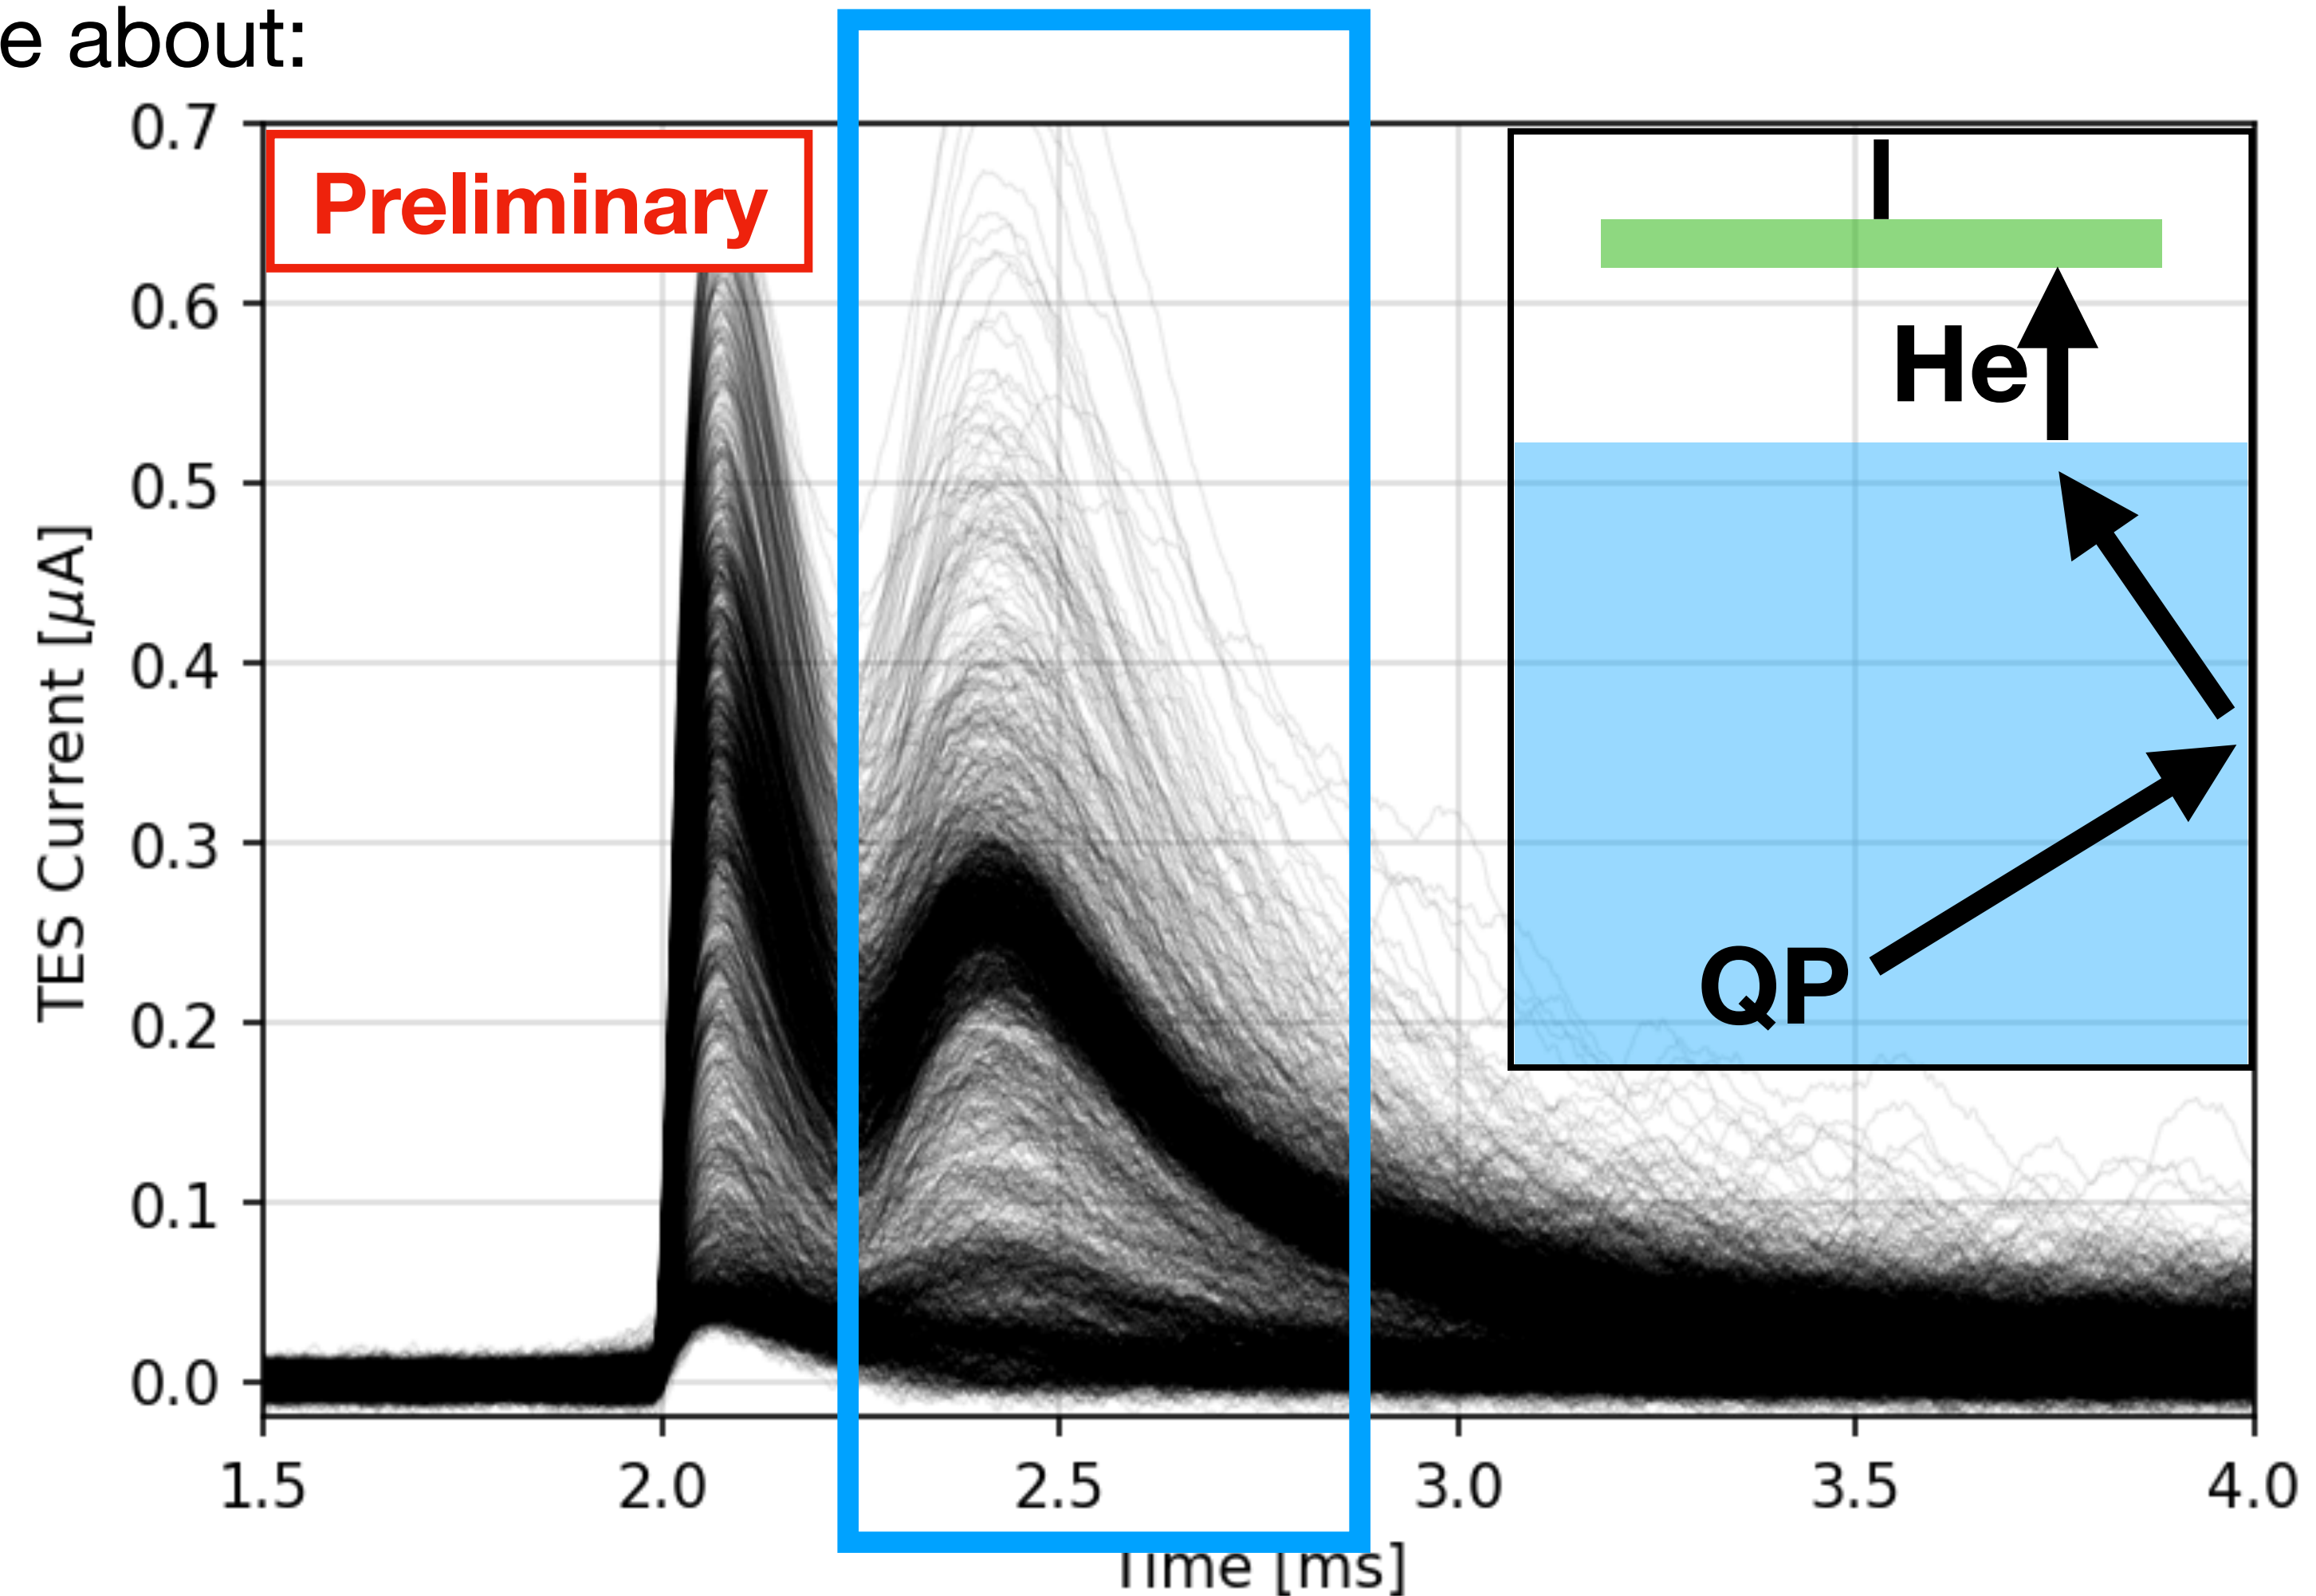 e about:
Preliminary
TES Current [μA]
0.7
0.6
0.5
0.4
0.3
0.2
0.1
0.0
1.5 2.0 2.5 3.0 3.5 4.0
Time [ms]
He
QP